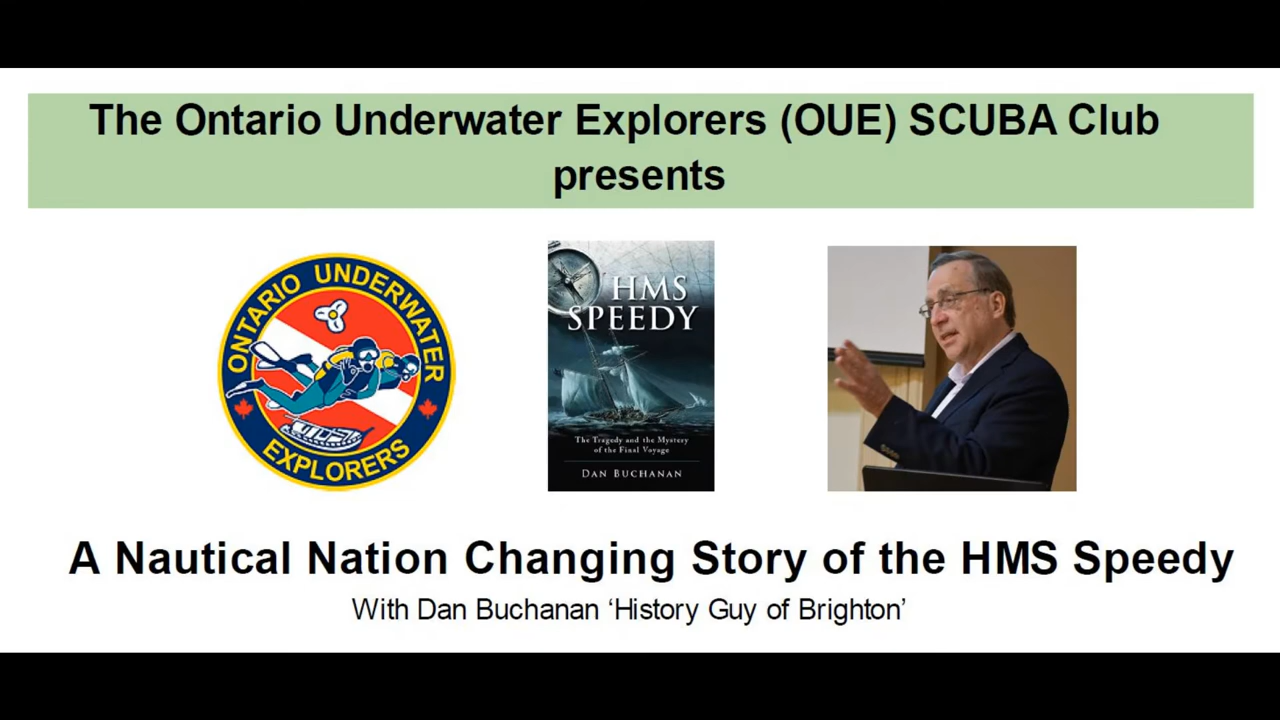 The Ontario Underwater Explorers (OUE) SCUBA Club
presents
ONTARIO UNDERWATER
EXPLORERS
HMS
SPEEDY
The Tragedy and the Mystery
of the Final Voyage
DAN BUCHANAN
A Nautical Nation Changing Story of the HMS Speedy
With Dan Buchanan ‘History Guy of Brighton’